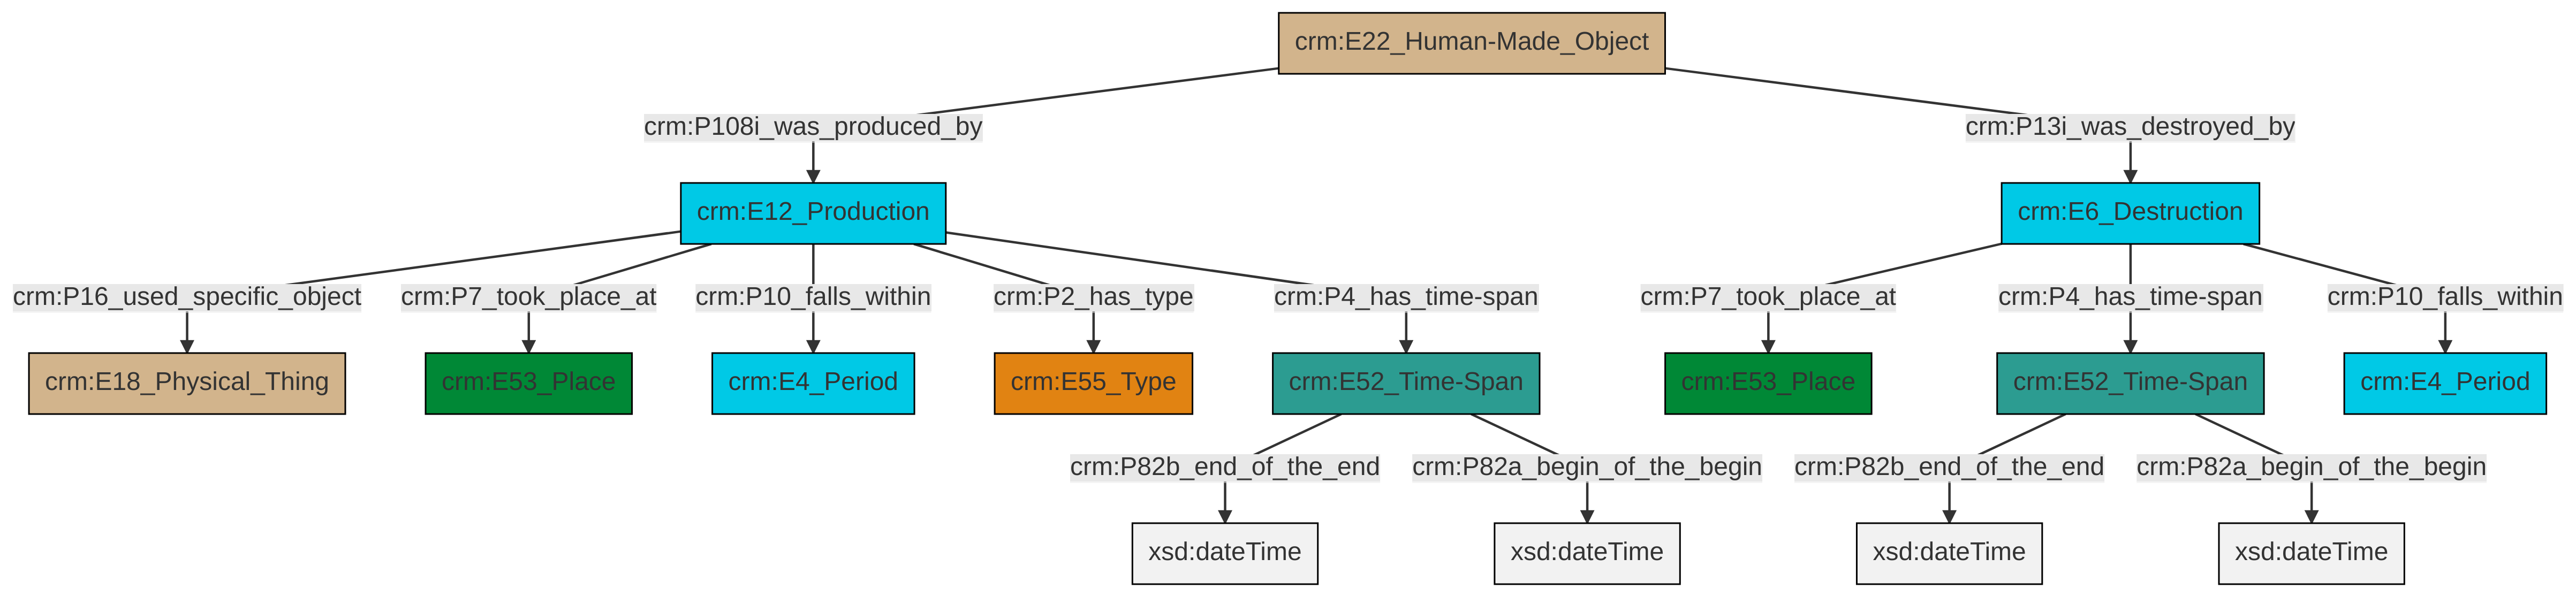 crm:E22_Human-Made_Object
crm:P108i_was_produced_by
crm:P13i_was_destroyed_by
crm:E12_Production
crm:E6_Destruction
crm:P16_used_specific_object
crm:P7_took_place_at
crm:P10_falls_within
crm:P2_has_type
crm:P4_has_time-span
crm:P7_took_place_at
crm:P4_has_time-span
crm:P10_falls_within
crm:E18_Physical_Thing
crm:E53_Place
crm:E4_Period
crm:E55_Type
crm:E52_Time-Span
crm:E53_Place
crm:E52_Time-Span
crm:E4_Period
crm:P82b_end_of_the_end
crm:P82a_begin_of_the_begin
crm:P82b_end_of_the_end
crm:P82a_begin_of_the_begin
xsd:dateTime
xsd:dateTime
xsd:dateTime
xsd:dateTime